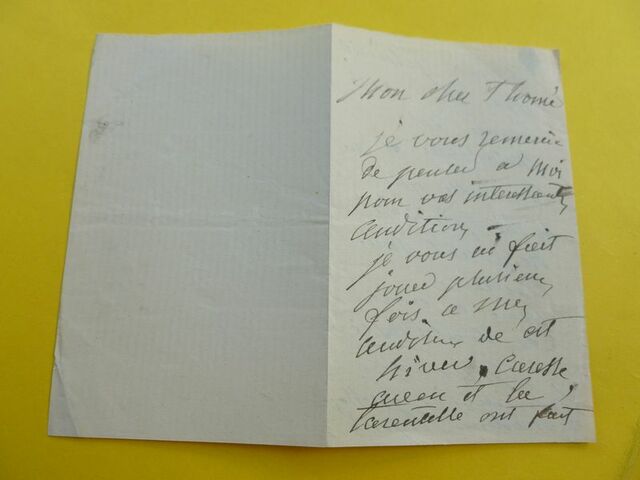 Mon cher Thomé
je vous remercie
de penser à moi
pour vos intéressantes
auditions -
je vous ai fait
jouer plusieurs
fois à mes
auditions de cet
hiver, Caresse
et la
tarentelle ont fait